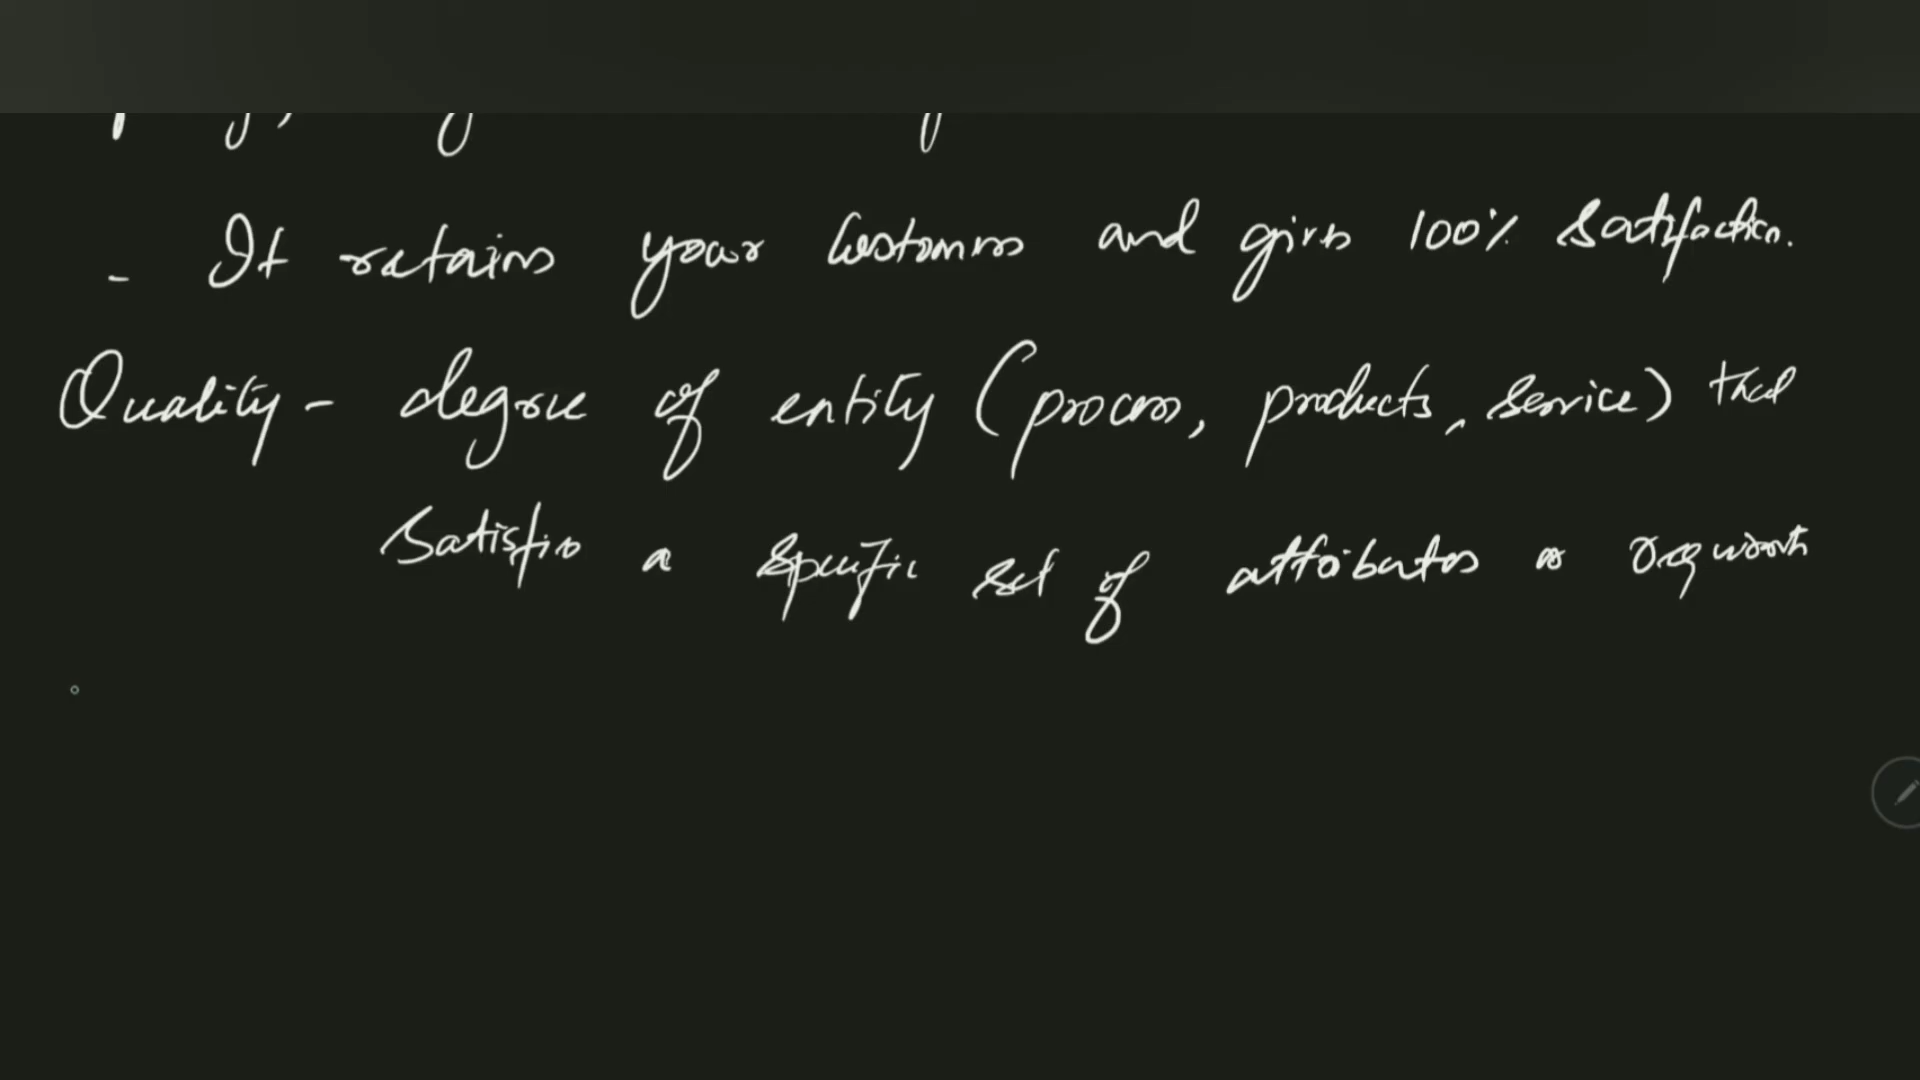 - It retains your Customers and gives 100% Satisfaction.
Quality - degree of entity (process, products, service) that
Satisfies a specific set of attributes or